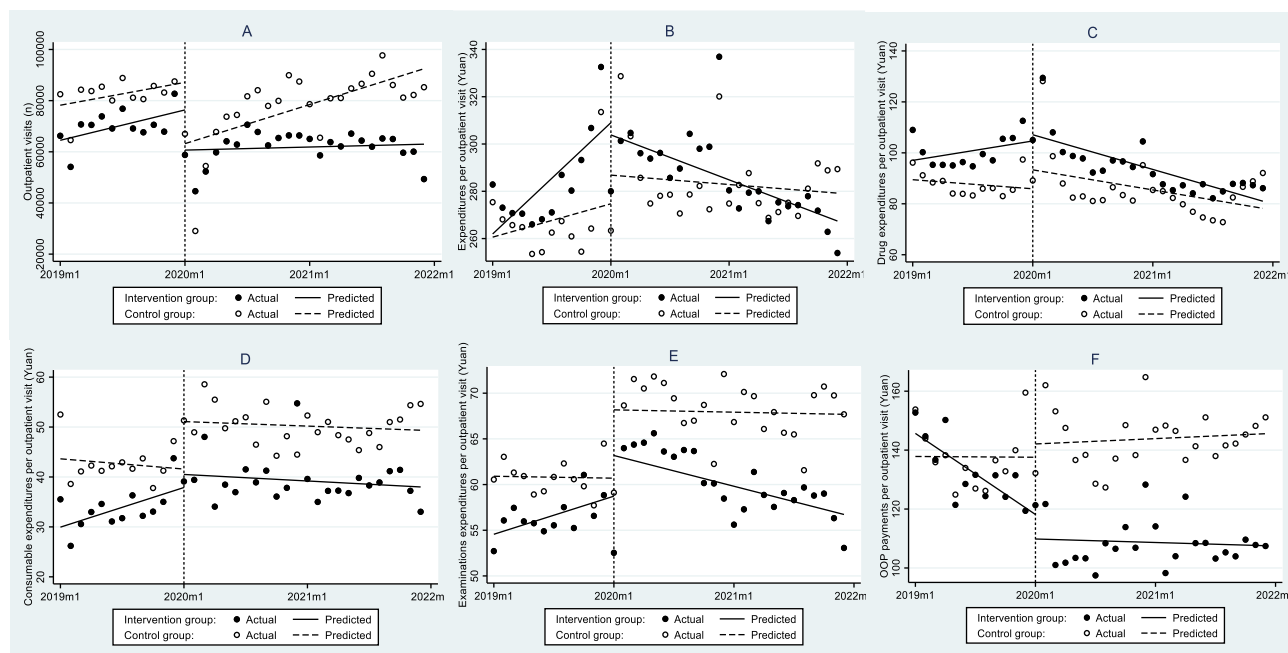 A
Outpatient visits (n)
100000
80000
60000
40000
20000
2019m1 2020m1 2021m1 2022m1
Intervention group: Actual Predicted
Control group: Actual Predicted
B
Expenditures per outpatient visit (Yuan)
340
320
300
280
260
2019m1 2020m1 2021m1 2022m1
Intervention group: Actual Predicted
Control group: Actual Predicted
C
Drug expenditures per outpatient visit (Yuan)
140
120
100
80
60
2019m1 2020m1 2021m1 2022m
Intervention group: Actual Predicted
Control group: Actual Predicted
D
Consumable expenditures per outpatient visit (Yuan)
60
50
40
30
20
2019m1 2020m1 2021m1 2022m
Intervention group: Actual Predicted
Control group: Actual Predicted
E
Examinations expenditures per outpatient visit (Yuan)
70
65
60
55
50
2019m1 2020m1 2021m1 2022m
Intervention group: Actual Predicted
Control group: Actual Predicted
F
OOP payments per outpatient visit (Yuan)
160
140
120
100
2019m1 2020m1 2021m1 2022m
Intervention group: Actual Predicted
Control group: Actual Predicted